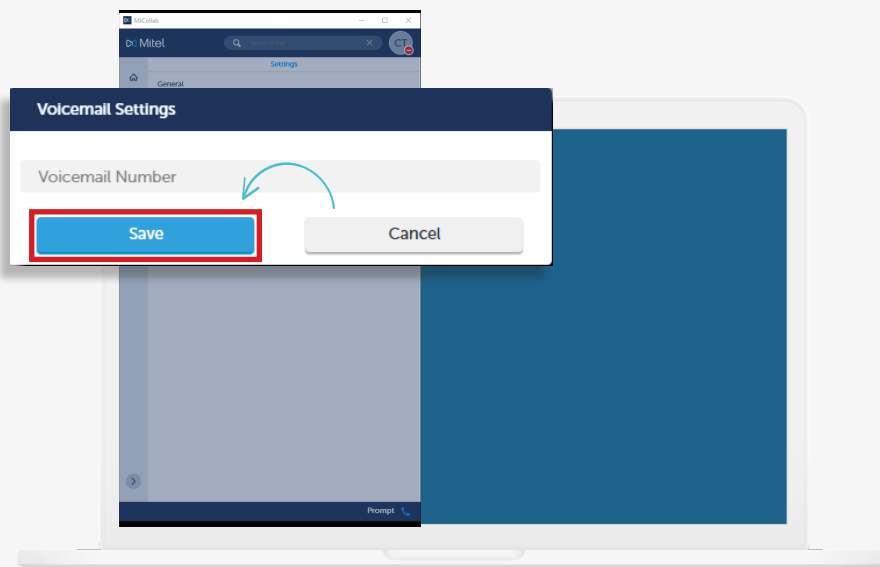 MiCollab
Mitel
CT
Settings
General
Voicemail Settings
Voicemail Number
Save
Cancel
Prompt